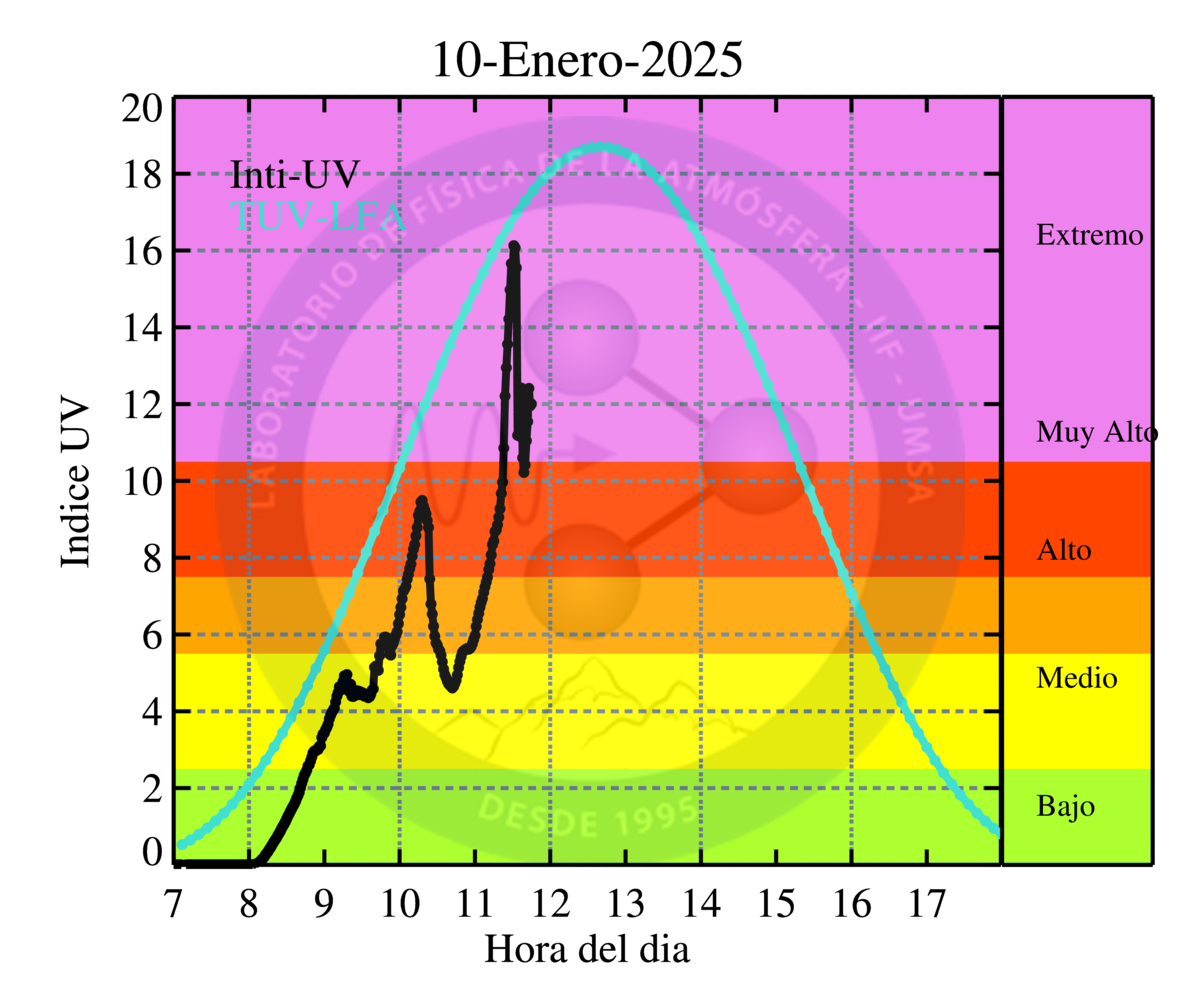 10-Enero-2025
Inti-UV
TUV-LFA
Indice UV
20
18
16
14
12
10
8
6
4
2
0
7 8 9 10 11 12 13 14 15 16 17
Hora del dia
Extremo
Muy Alto
Alto
Medio
Bajo
LABORATORIO DE FÍSICA DE LA ATMÓSFERA - IIF - UMSA
DESDE 1995